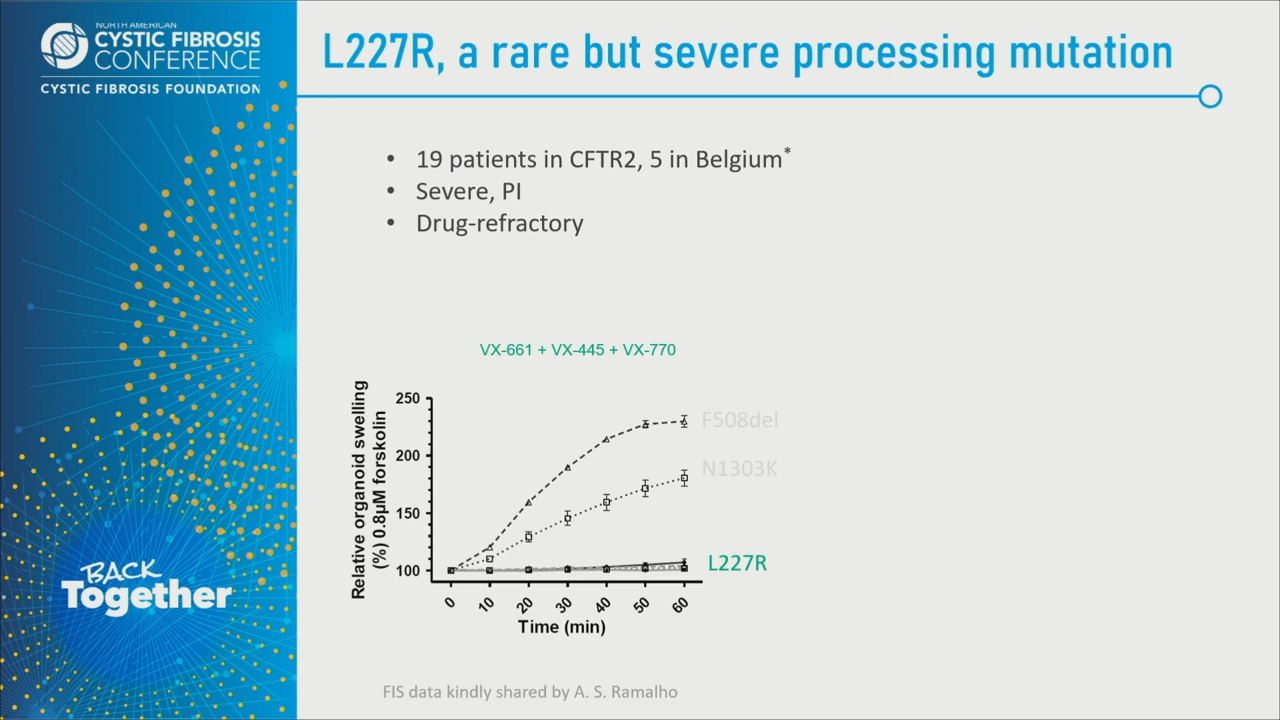 NORTH AMERICAN
CYSTIC FIBROSIS
CONFERENCE
CYSTIC FIBROSIS FOUNDATION
L227R, a rare but severe processing mutation
• 19 patients in CFTR2, 5 in Belgium*
• Severe, PI
• Drug-refractory
VX-661 + VX-445 + VX-770
Relative organoid swelling
(%) 0.8µM forskolin
250
200
150
100
F508del
N1303K
L227R
0 10 20 30 40 50 60
Time (min)
BACK
Together
FIS data kindly shared by A. S. Ramalho